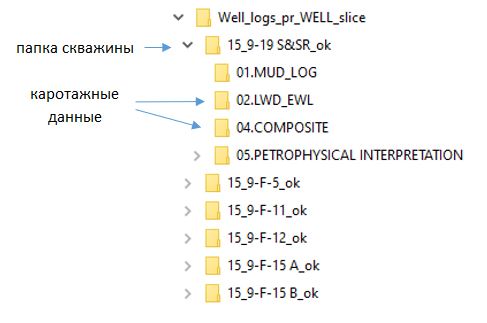 Well_logs_pr_WELL_slice
папка скважины
15_9-19 S&SR_ok
01.MUD_LOG
каротажные
данные
02.LWD_EWL
04.COMPOSITE
05.PETROPHYSICAL INTERPRETATION
15_9-F-5_ok
15_9-F-11_ok
15_9-F-12_ok
15_9-F-15 A_ok
15_9-F-15 B_ok